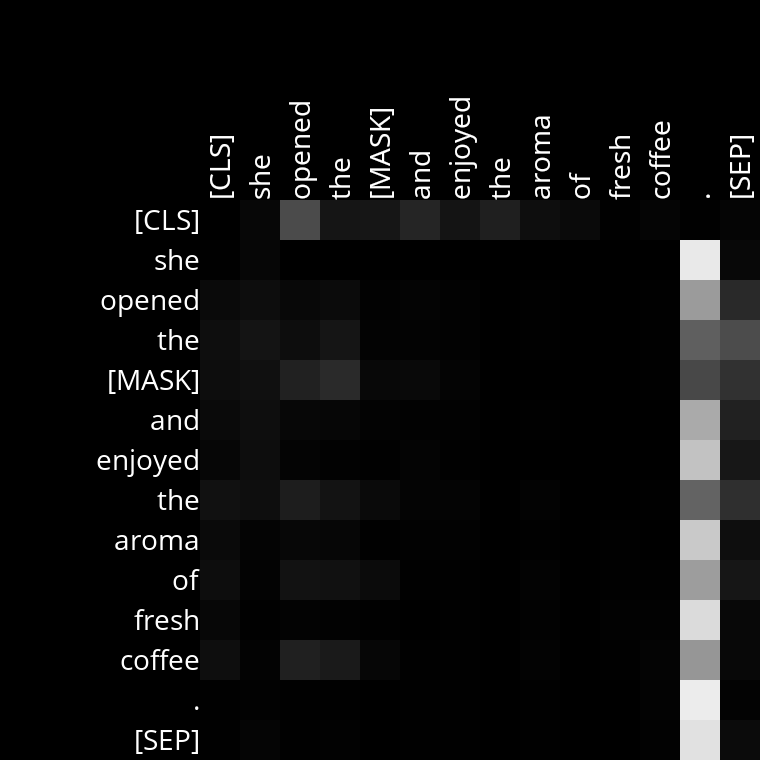 [CLS] she opened the [MASK] and enjoyed the aroma of fresh coffee . [SEP]
[CLS]
she
opened
the
[MASK]
and
enjoyed
the
aroma
of
fresh
coffee
.
[SEP]